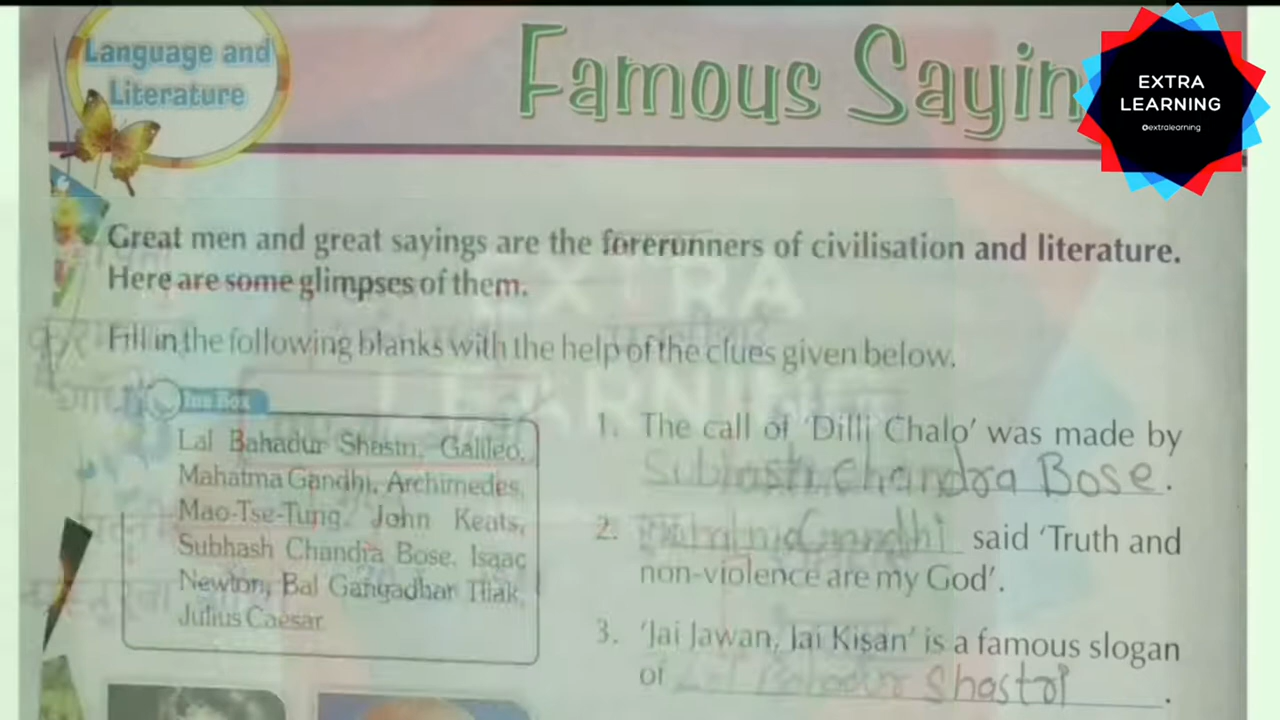 Language and
Literature
Famous Sayin
EXTRA
LEARNING
extralearning
Great men and great sayings are the forerunners of civilisation and literature.
Here are some glimpses of them.
EXTRA
LEARNING
Fill in the following blanks with the help of the clues given below.
Lal Bahadur Shastri, Galileo,
Mahatma Gandhi, Archimedes,
Mao-Tse-Tung, John Keats,
Subhash Chandra Bose, Isaac
Newton, Bal Gangadhar Tilak,
Julius Caesar
1. The call of ‘Dilli Chalo’ was made by
Subhash Chandra Bose.
2. Mahatma Gandhi said ‘Truth and
non-violence are my God’.
3. ‘Jai Jawan, Jai Kisan’ is a famous slogan
of Lal Bahadur Shastri.